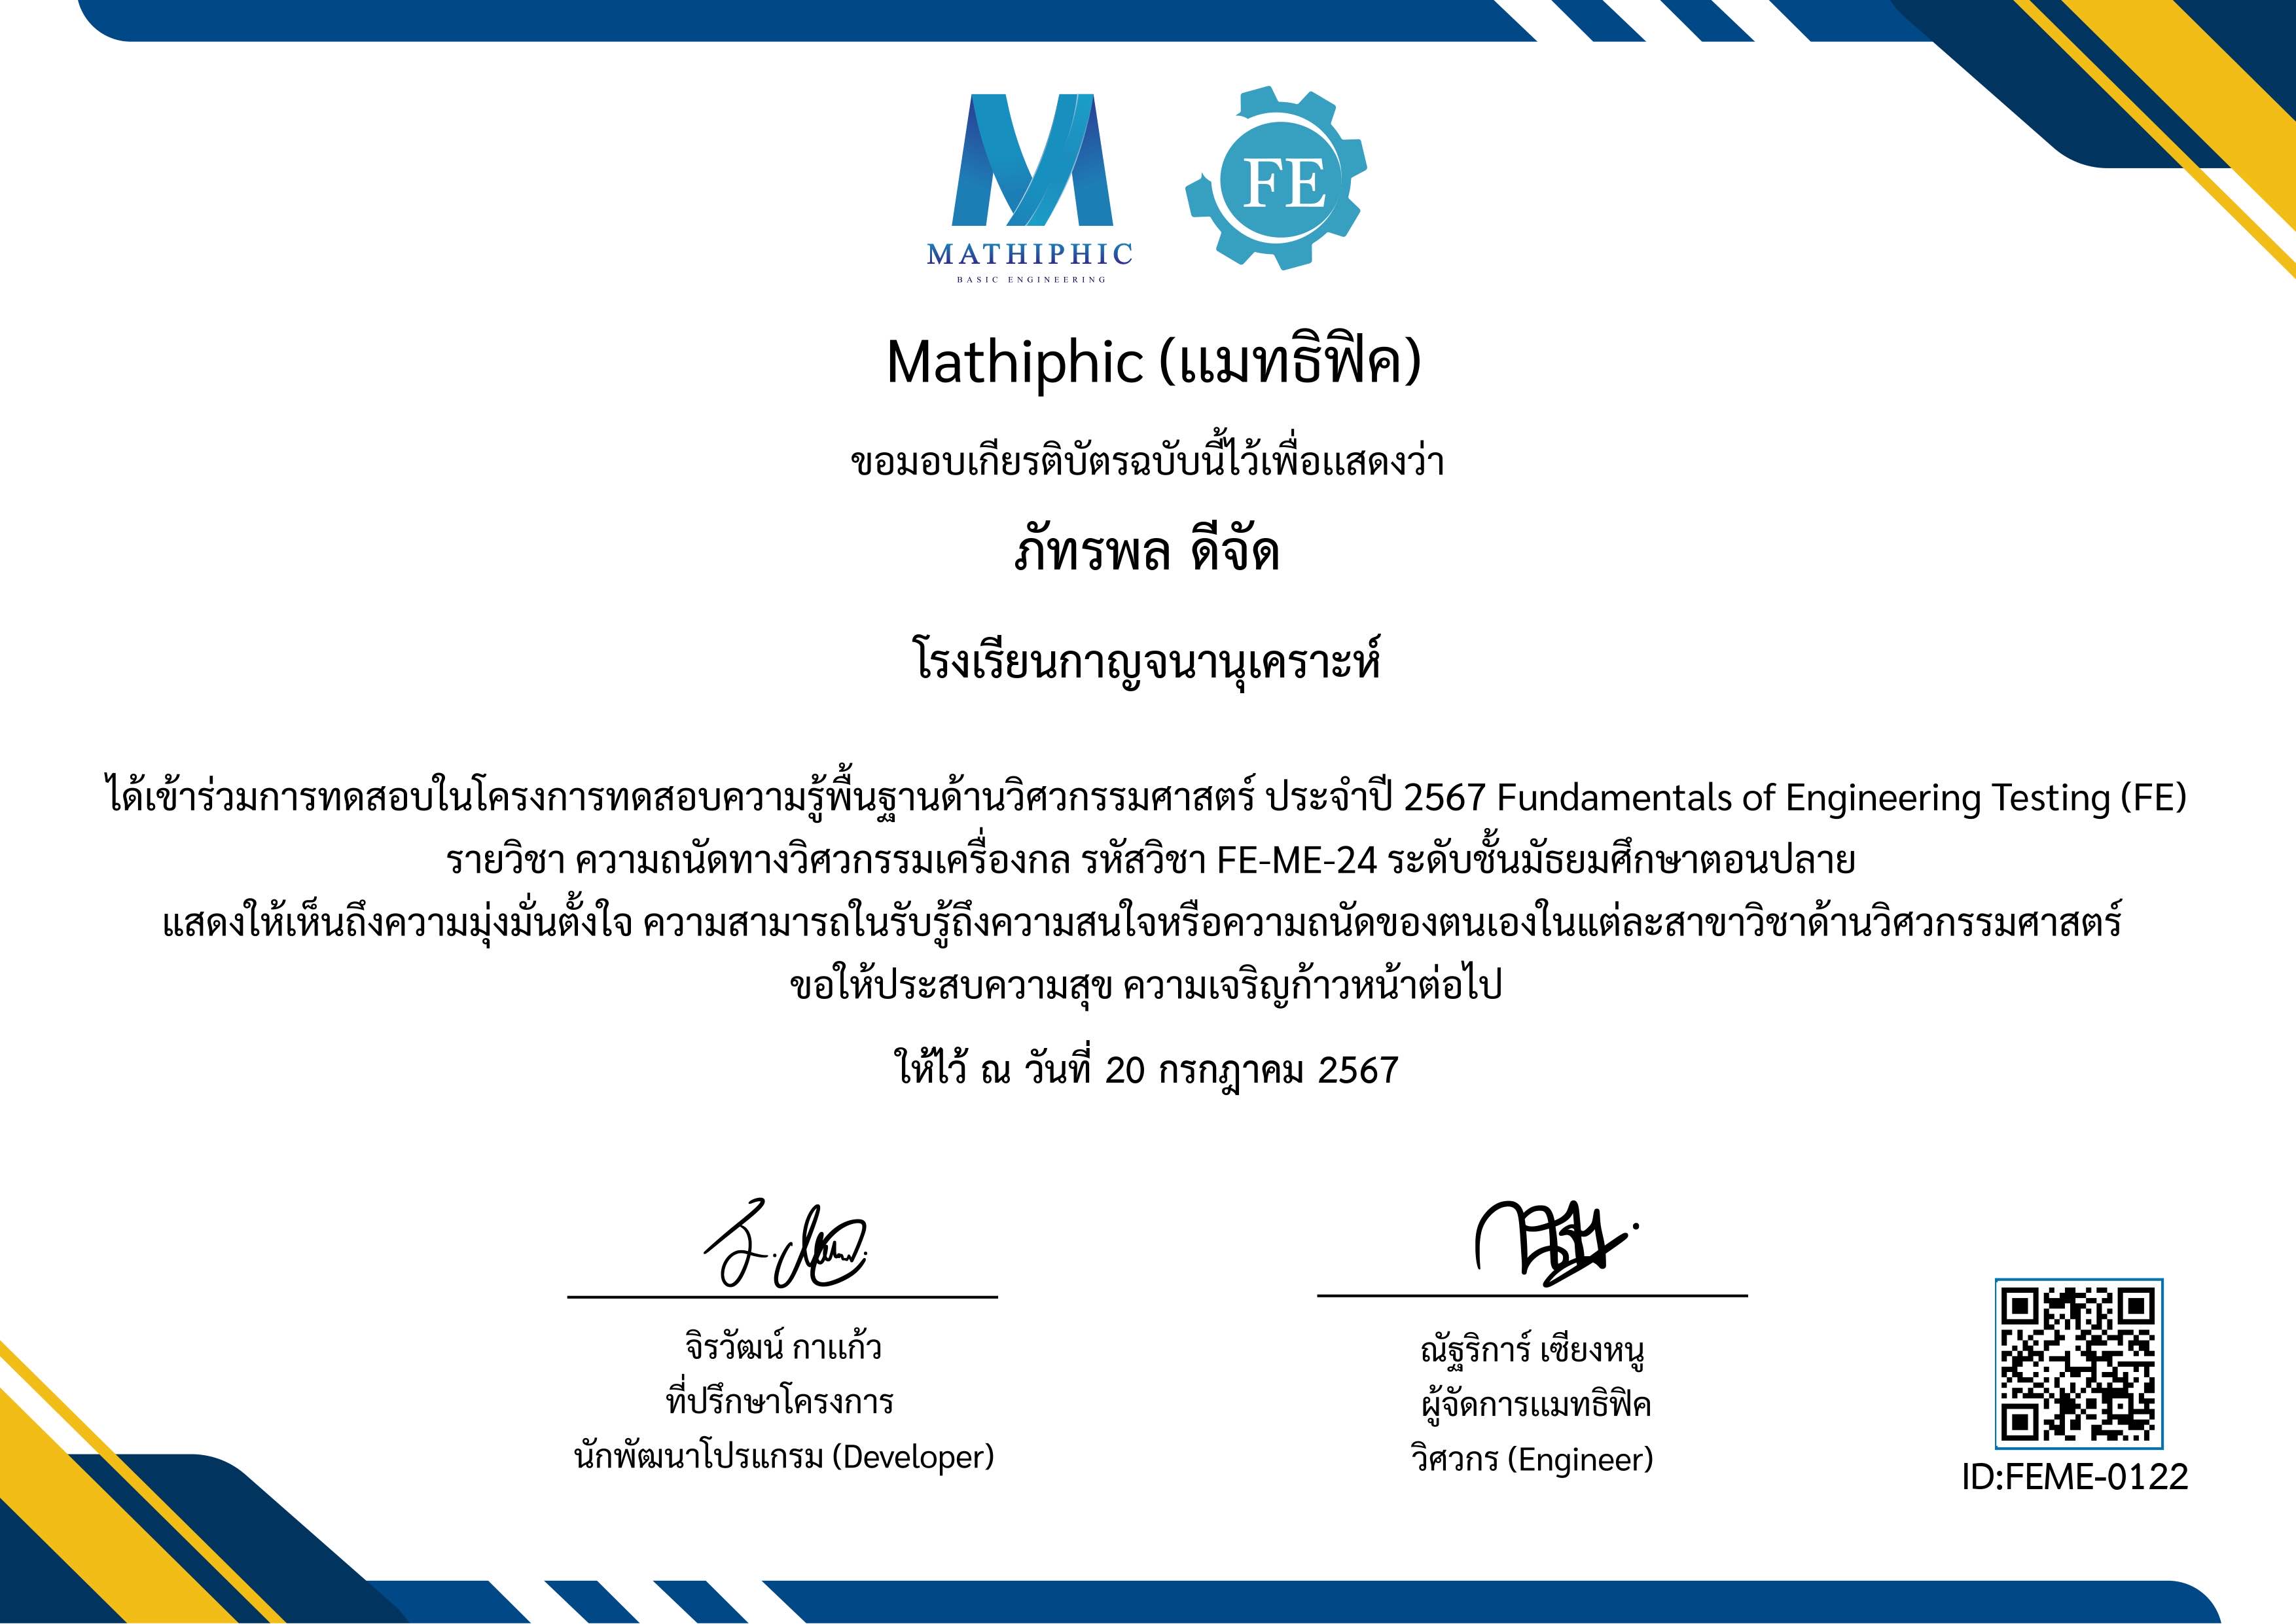 MATHIPHIC
BASIC ENGINEERING
FE
Mathiphic (แมทธิฟิค)
ขอมอบเกียรติบัตรฉบับนี้ไว้เพื่อแสดงว่า
ภัทรพล ดีจัด
โรงเรียนกาญจนานุเคราะห์
ได้เข้าร่วมการทดสอบในโครงการทดสอบความรู้พื้นฐานด้านวิศวกรรมศาสตร์ ประจำปี 2567 Fundamentals of Engineering Testing (FE)
รายวิชา ความถนัดทางวิศวกรรมเครื่องกล รหัสวิชา FE-ME-24 ระดับชั้นมัธยมศึกษาตอนปลาย
แสดงให้เห็นถึงความมุ่งมั่นตั้งใจ ความสามารถในรับรู้ถึงความสนใจหรือความถนัดของตนเองในแต่ละสาขาวิชาด้านวิศวกรรมศาสตร์
ขอให้ประสบความสุข ความเจริญก้าวหน้าต่อไป
ให้ไว้ ณ วันที่ 20 กรกฎาคม 2567
จิรวัฒน์ กาแก้ว
ที่ปรึกษาโครงการ
นักพัฒนาโปรแกรม (Developer)
ณัฐริการ์ เซียงหนู
ผู้จัดการแมทธิฟิค
วิศวกร (Engineer)
ID:FEME-0122